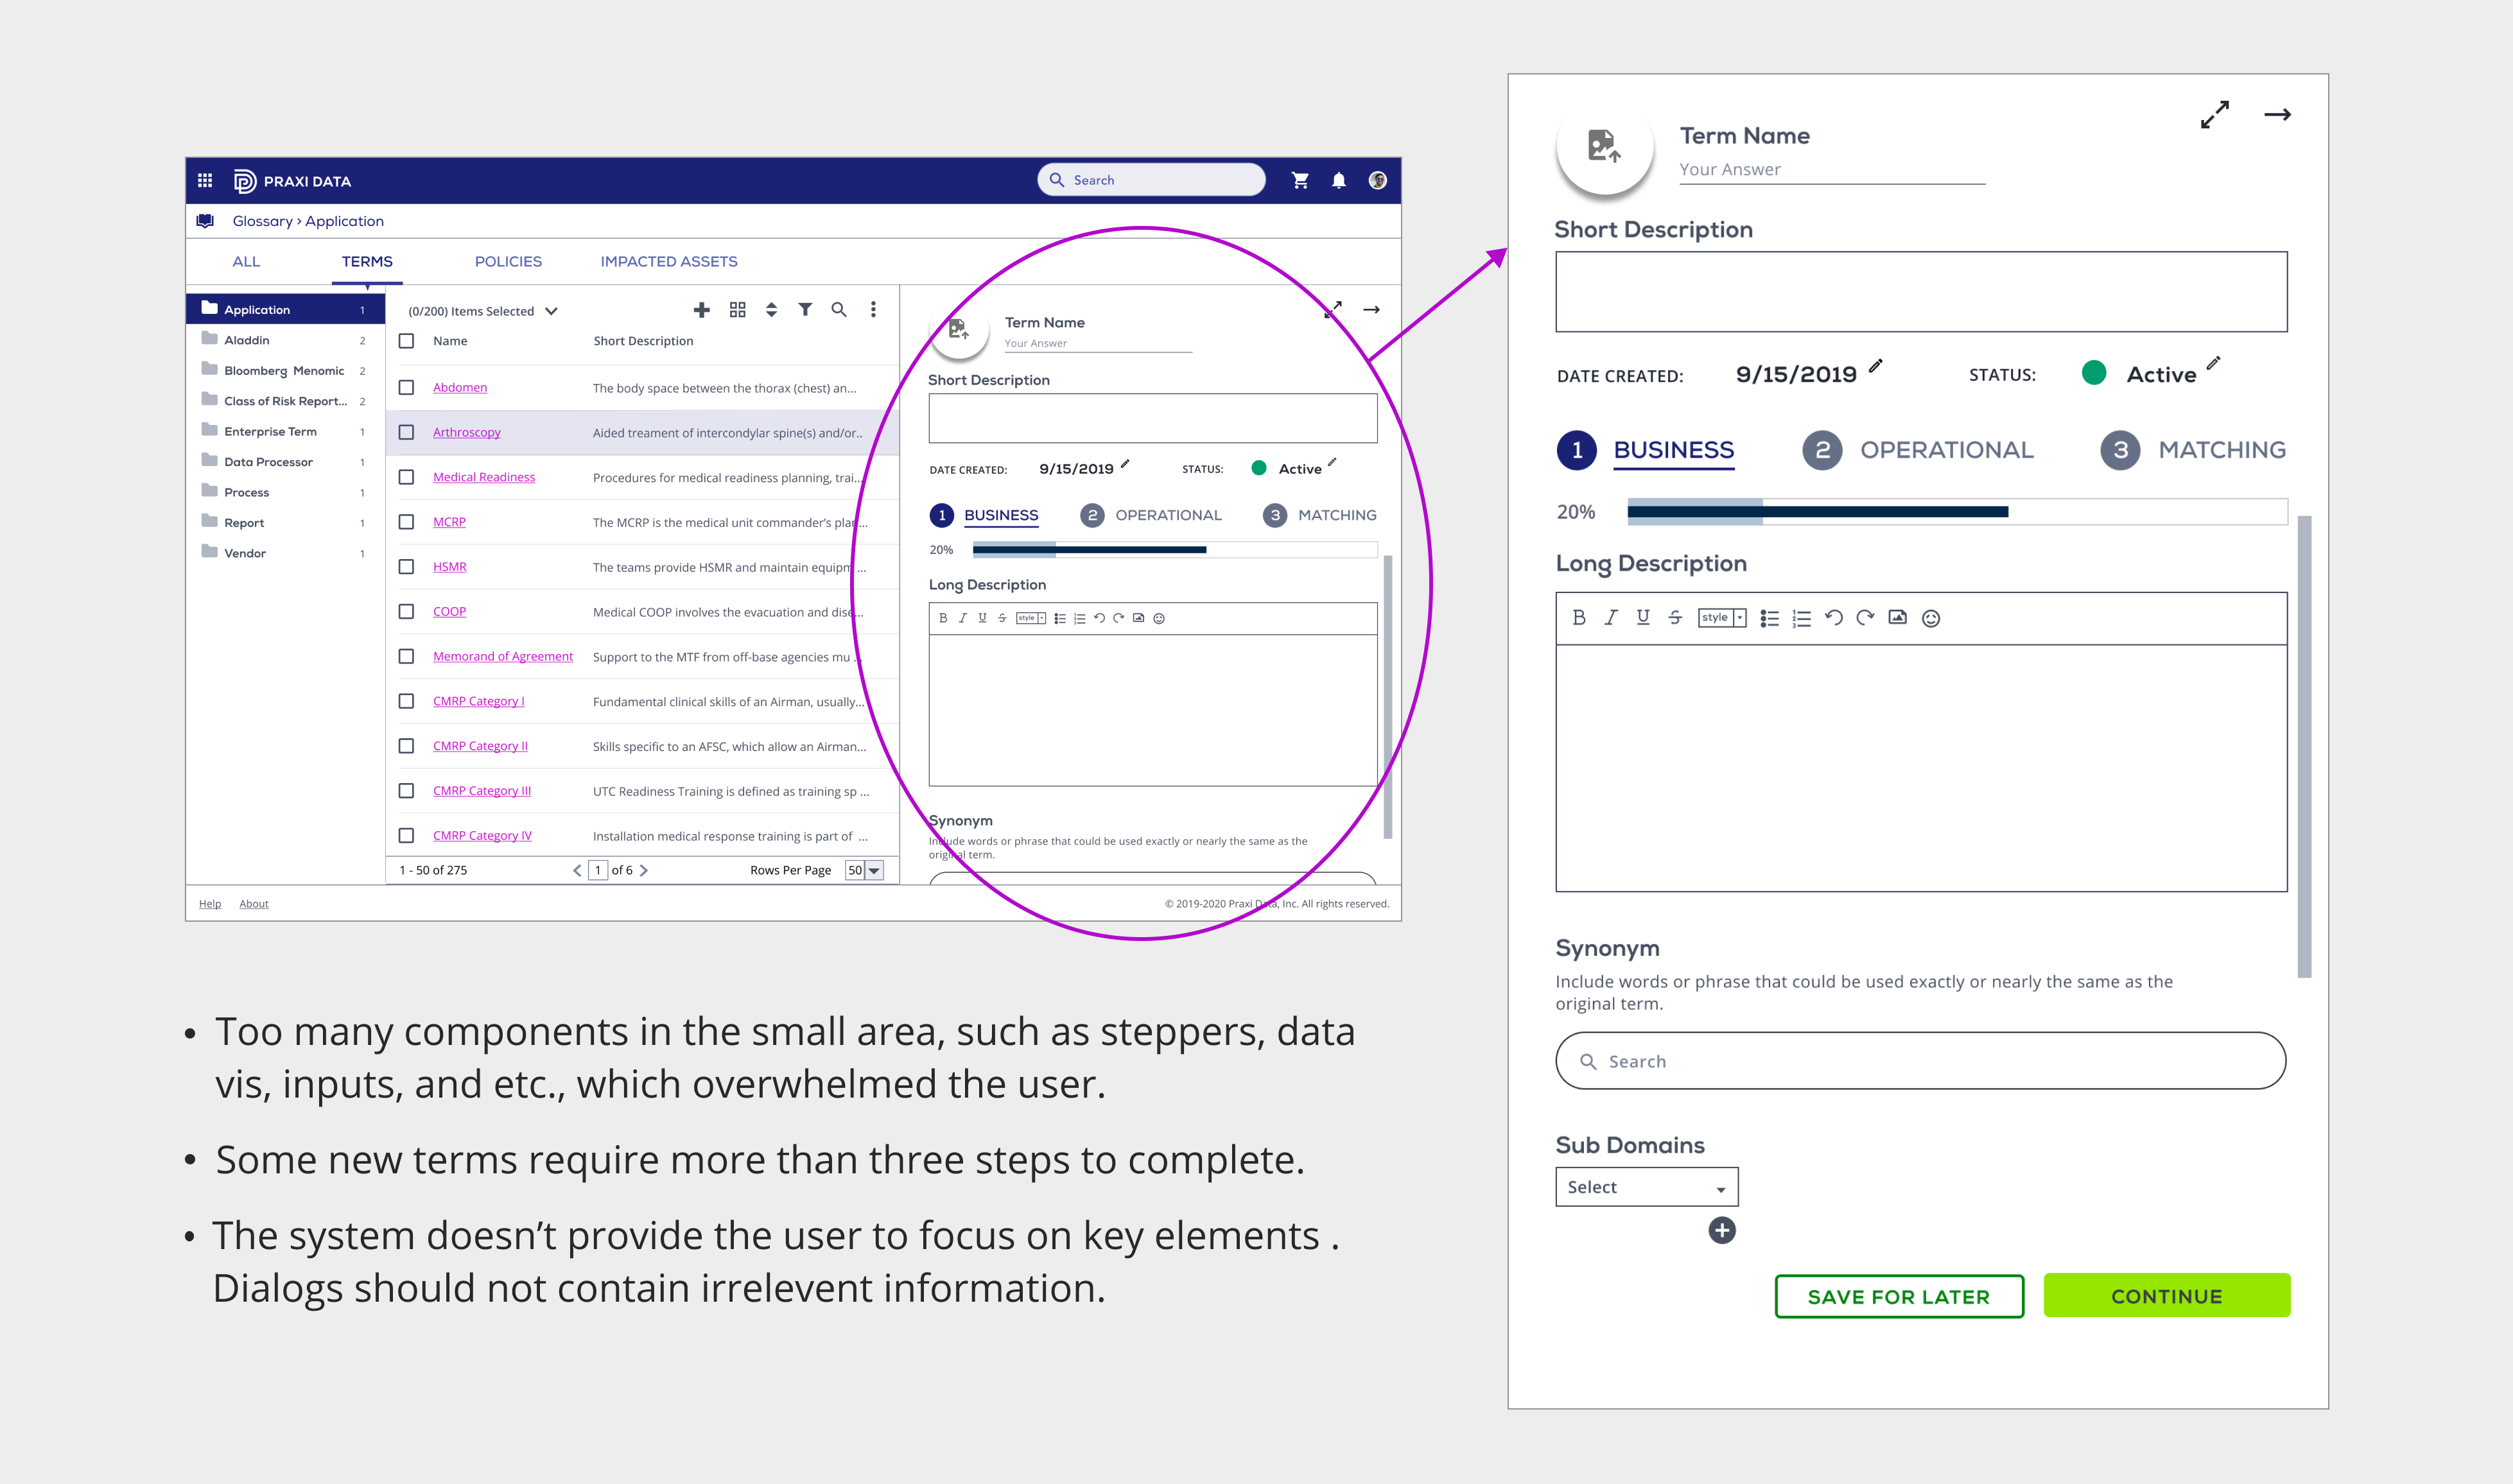 PRAXI DATA
Search
Glossary > Application
ALL TERMS POLICIES IMPACTED ASSETS
Application 1
Aladdin 2
Bloomberg Menomic 2
Class of Risk Report... 2
Enterprise Term 1
Data Processor 1
Process 1
Report 1
Vendor 1
(0/200) Items Selected
Name Short Description
Abdomen The body space between the thorax (chest) an...
Arthroscopy Aided treament of intercondylar spine(s) and/or..
Medical Readiness Procedures for medical readiness planning, trai...
MCRP The MCRP is the medical unit commander's plan...
HSMR The teams provide HSMR and maintain equipm ...
COOP Medical COOP involves the evacuation and dise...
Memorand of Agreement Support to the MTF from off-base agencies mu ..
CMRP Category I Fundamental clinical skills of an Airman, usually...
CMRP Category II Skills specific to an AFSC, which allow an Airman...
CMRP Category III UTC Readiness Training is defined as training sp ...
CMRP Category IV Installation medical response training is part of ...
1 - 50 of 275 1 of 6 Rows Per Page 50
Term Name
Your Answer
Short Description
DATE CREATED: 9/15/2019 STATUS: Active
1 BUSINESS 2 OPERATIONAL 3 MATCHING
20%
Long Description
B I U S style
Synonym
Include words or phrase that could be used exactly or nearly the same as the
original term.
Help About
© 2019-2020 Praxi Data, Inc. All rights reserved.
• Too many components in the small area, such as steppers, data
vis, inputs, and etc., which overwhelmed the user.
• Some new terms require more than three steps to complete.
• The system doesn't provide the user to focus on key elements .
Dialogs should not contain irrelevent information.
Term Name
Your Answer
Short Description
DATE CREATED: 9/15/2019 STATUS: Active
1 BUSINESS 2 OPERATIONAL 3 MATCHING
20%
Long Description
B I U S style
Synonym
Include words or phrase that could be used exactly or nearly the same as the
original term.
Search
Sub Domains
Select
SAVE FOR LATER CONTINUE